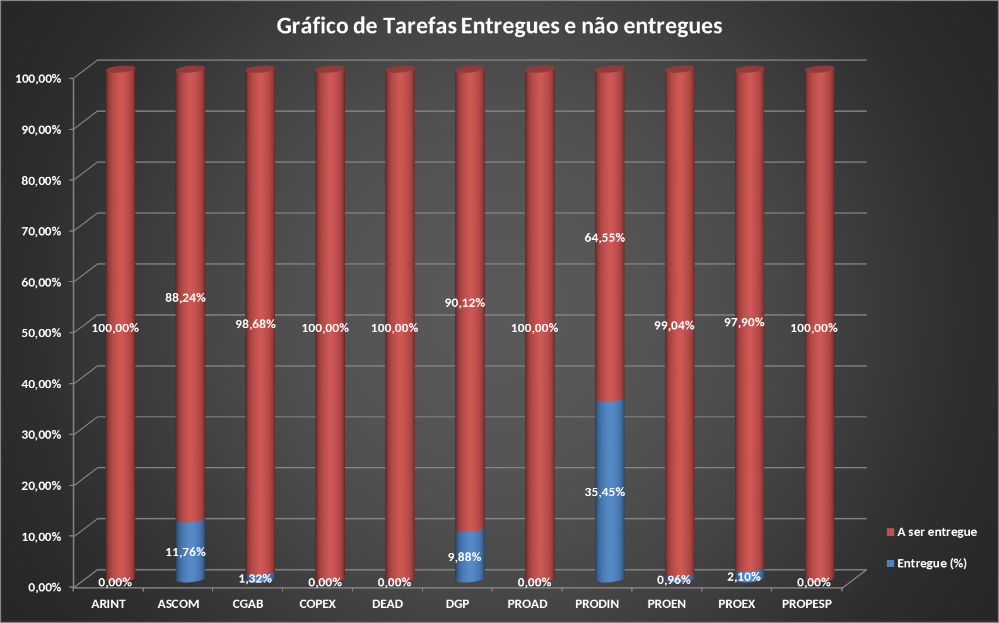 Gráfico de Tarefas Entregues e não entregues
100,00%
90,00%
80,00%
70,00%
60,00%
50,00%
40,00%
30,00%
20,00%
10,00%
0,00%
64,55%
88,24%
90,12%
100,00% 98,68% 100,00% 100,00% 100,00% 99,04% 97,90% 100,00%
35,45%
11,76%
9,88%
0,00% 1,32% 0,00% 0,00% 0,00% 0,96% 2,10% 0,00%
ARINT ASCOM CGAB COPEX DEAD DGP PROAD PRODIN PROEN PROEX PROPESP
A ser entregue
Entregue (%)